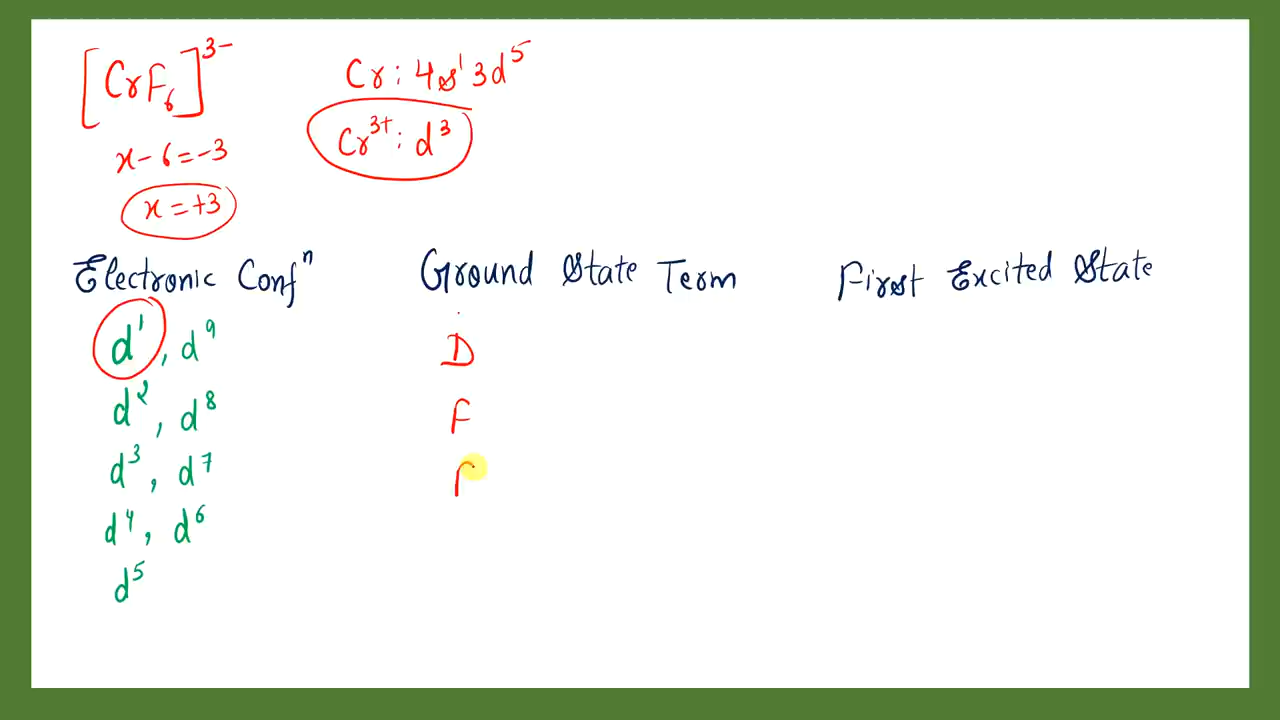 [CrF₆]³⁻
Cr : 4s¹ 3d⁵
Cr³⁺ : d³
x - 6 = -3
x = +3
Electronic Confⁿ Ground State Term First Excited State
d¹, d⁹ D
d², d⁸ F
d³, d⁷
d⁴, d⁶
d⁵